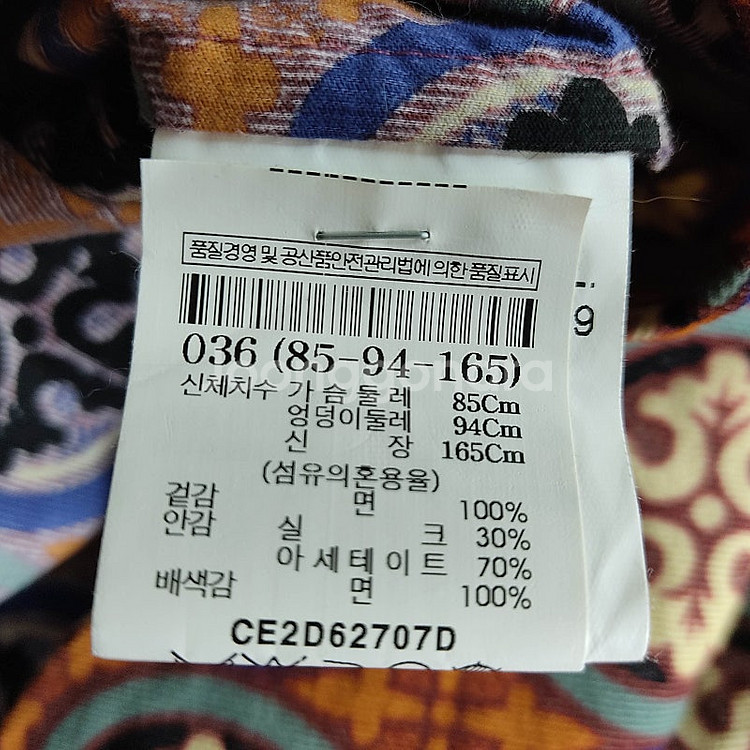 품질경영 및 공산품안전관리법에 의한 품질표시
9
036 (85-94-165)
신체치수 가슴둘레 85Cm
엉덩이둘레 94Cm
신 장 165Cm
(섬유의혼용율)
겉감 면 100%
안감 실 크 30%
아세테이트 70%
배색감 면 100%
CE2D62707D